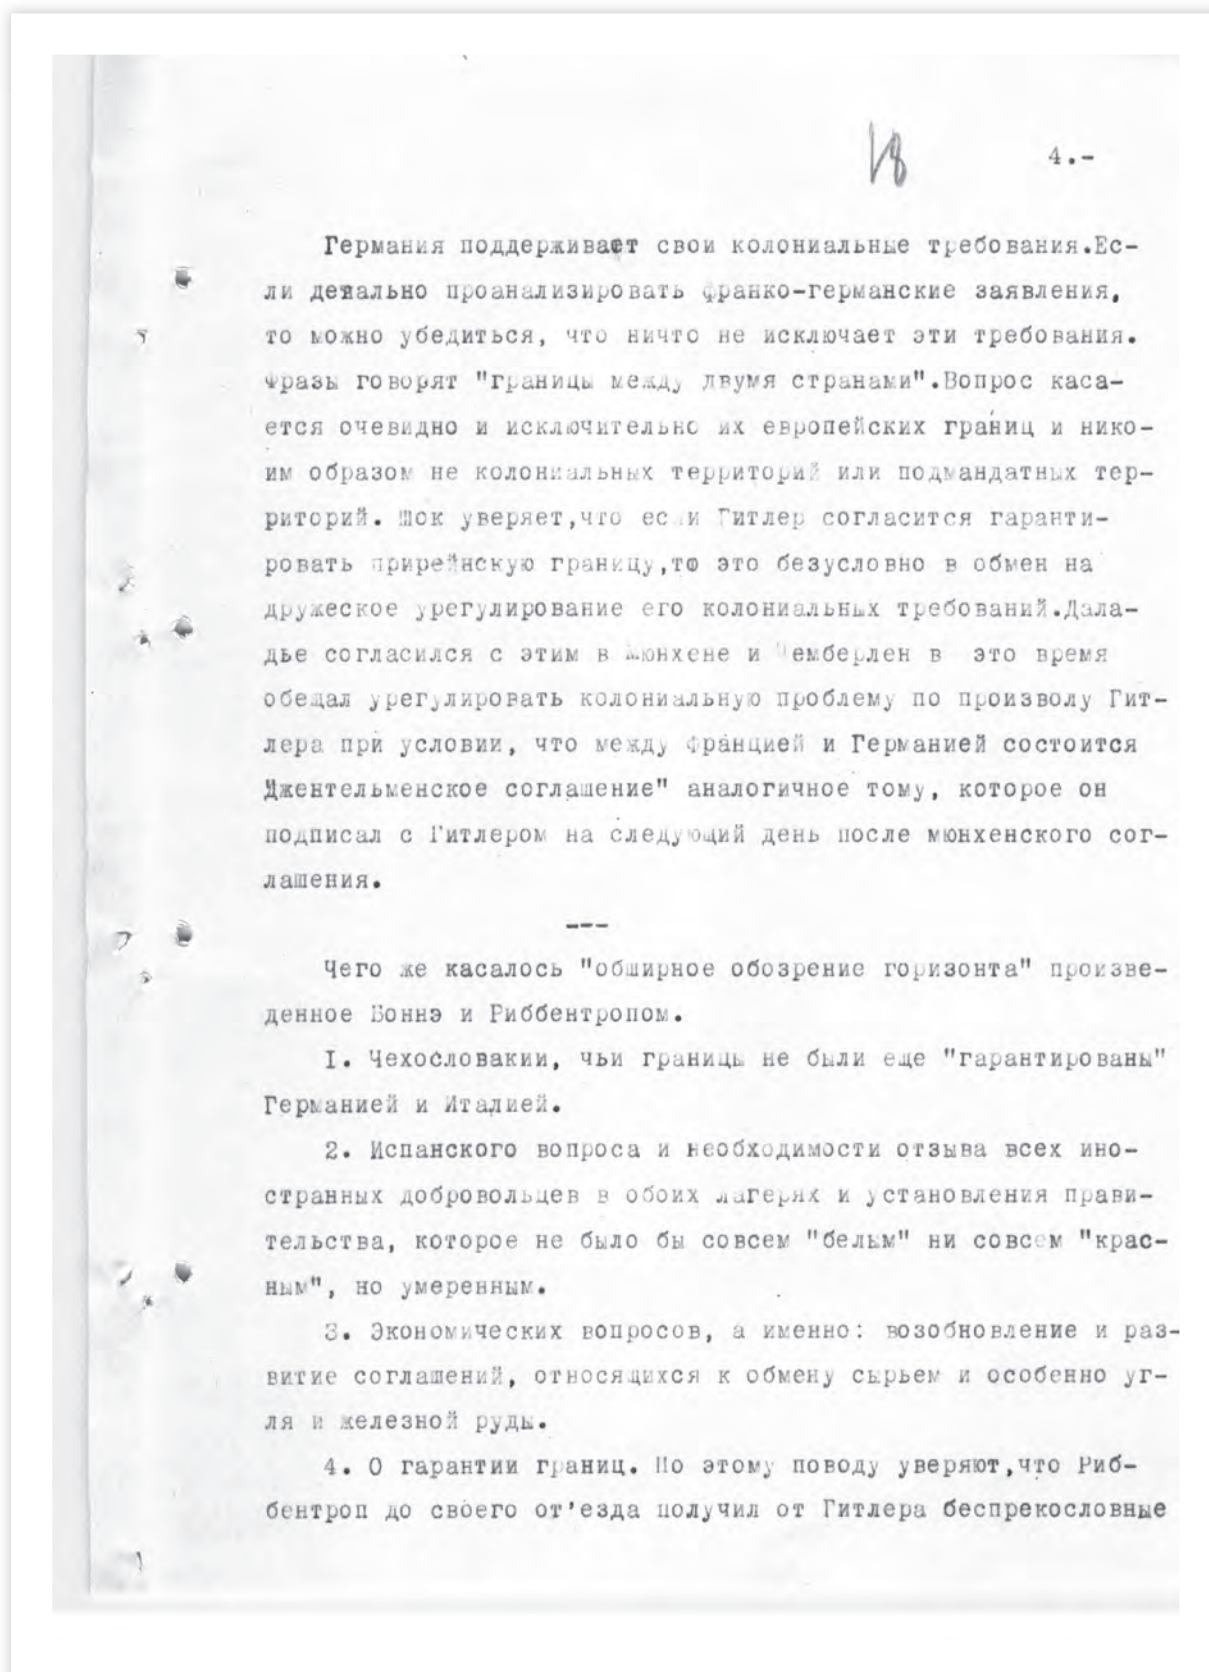 18 4.-
Германия поддерживает свои колониальные требования.Ес-
ли детально проанализировать франко-германские заявления,
то можно убедиться, что ничто не исключает эти требования.
Фразы говорят "границы между двумя странами".Вопрос каса-
ется очевидно и исключительно их европейских границ и нико-
им образом не колониальных территорий или подмандатных тер-
риторий. Шок уверяет,что если Гитлер согласится гаранти-
ровать прирейнскую границу,то это безусловно в обмен на
дружеское урегулирование его колониальных требований.Дала-
дье согласился с этим в Мюнхене и Чемберлен в это время
обещал урегулировать колониальную проблему по произволу Гит-
лера при условии, что между Францией и Германией состоится
Джентельменское соглашение" аналогичное тому, которое он
подписал с Гитлером на следующий день после мюнхенского сог-
лашения.
---
Чего же касалось "обширное обозрение горизонта" произве-
денное Боннэ и Риббентропом.
I. Чехословакии, чьи границы не были еще "гарантированы"
Германией и Италией.
2. Испанского вопроса и необходимости отзыва всех ино-
странных добровольцев в обоих лагерях и установления прави-
тельства, которое не было бы совсем "белым" ни совсем "крас-
ным", но умеренным.
3. Экономических вопросов, а именно: возобновление и раз-
витие соглашений, относящихся к обмену сырьем и особенно уг-
ля и железной руды.
4. О гарантии границ. По этому поводу уверяют,что Риб-
бентроп до своего от'езда получил от Гитлера беспрекословные